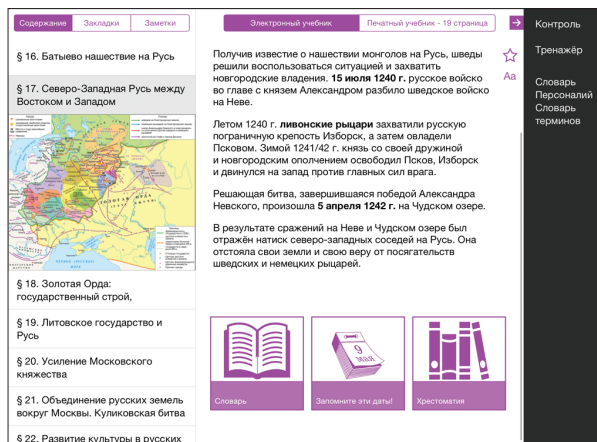 Содержание
Закладки
Заметки
§ 16. Батыево нашествие на Русь
§ 17. Северо-Западная Русь между
Востоком и Западом
§ 18. Золотая Орда:
государственный строй,
§ 19. Литовское государство и
Русь
§ 20. Усиление Московского
княжества
§ 21. Объединение русских земель
вокруг Москвы. Куликовская битва
§ 22. Развитие культуры в русских
Электронный учебник
Печатный учебник - 19 страница
Получив известие о нашествии монголов на Русь, шведы
решили воспользоваться ситуацией и захватить
новгородские владения. 15 июля 1240 г. русское войско
во главе с князем Александром разбило шведское войско
на Неве.
Летом 1240 г. ливонские рыцари захватили русскую
пограничную крепость Изборск, а затем овладели
Псковом. Зимой 1241/42 г. князь со своей дружиной
и новгородским ополчением освободил Псков, Изборск
и двинулся на запад против главных сил врага.
Решающая битва, завершившаяся победой Александра
Невского, произошла 5 апреля 1242 г. на Чудском озере.
В результате сражений на Неве и Чудском озере был
отражён натиск северо-западных соседей на Русь. Она
отстояла свои земли и свою веру от посягательств
шведских и немецких рыцарей.
Aa
9
МАЯ
Словарь
Запомните эти даты!
Хрестоматия
Контроль
Тренажёр
Словарь
Персоналий
Словарь
терминов